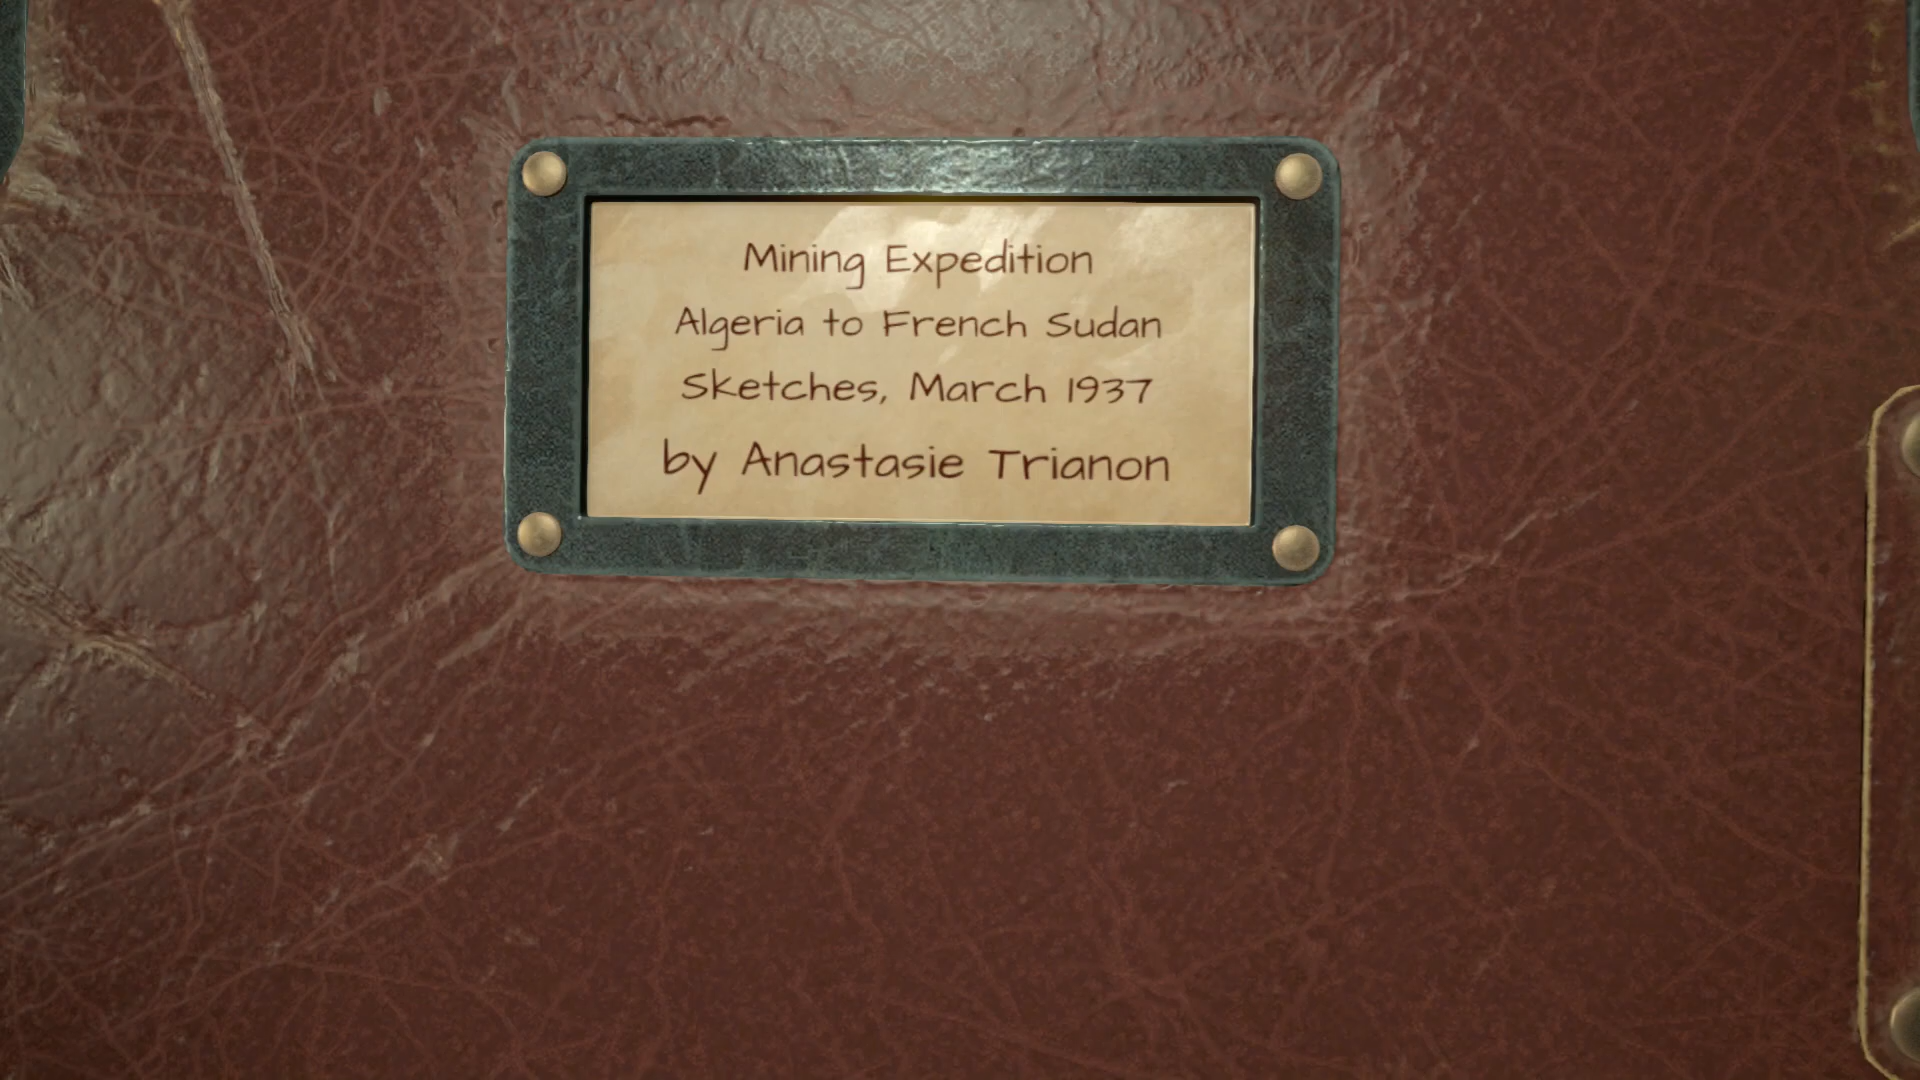 Mining Expedition
Algeria to French Sudan
Sketches, March 1937
by Anastasie Trianon